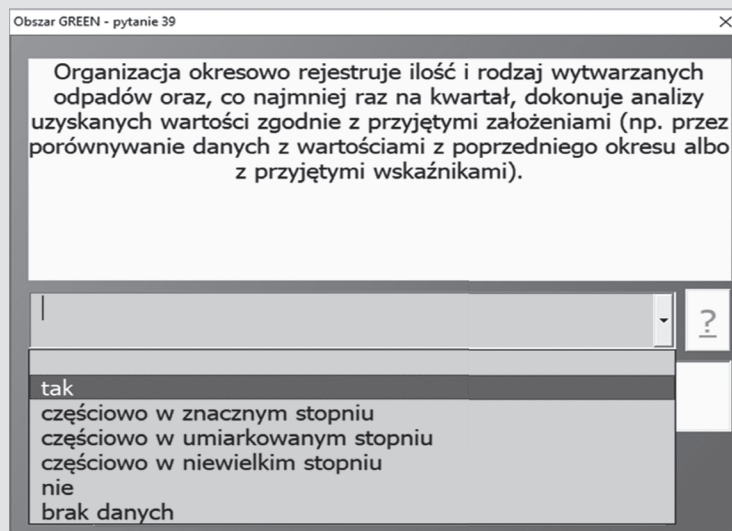 Obszar GREEN - pytanie 39
Organizacja okresowo rejestruje ilość i rodzaj wytwarzanych
odpadów oraz, co najmniej raz na kwartał, dokonuje analizy
uzyskanych wartości zgodnie z przyjętymi założeniami (np. przez
porównywanie danych z wartościami z poprzedniego okresu albo
z przyjętymi wskaźnikami).
?
tak
częściowo w znacznym stopniu
częściowo w umiarkowanym stopniu
częściowo w niewielkim stopniu
nie
brak danych